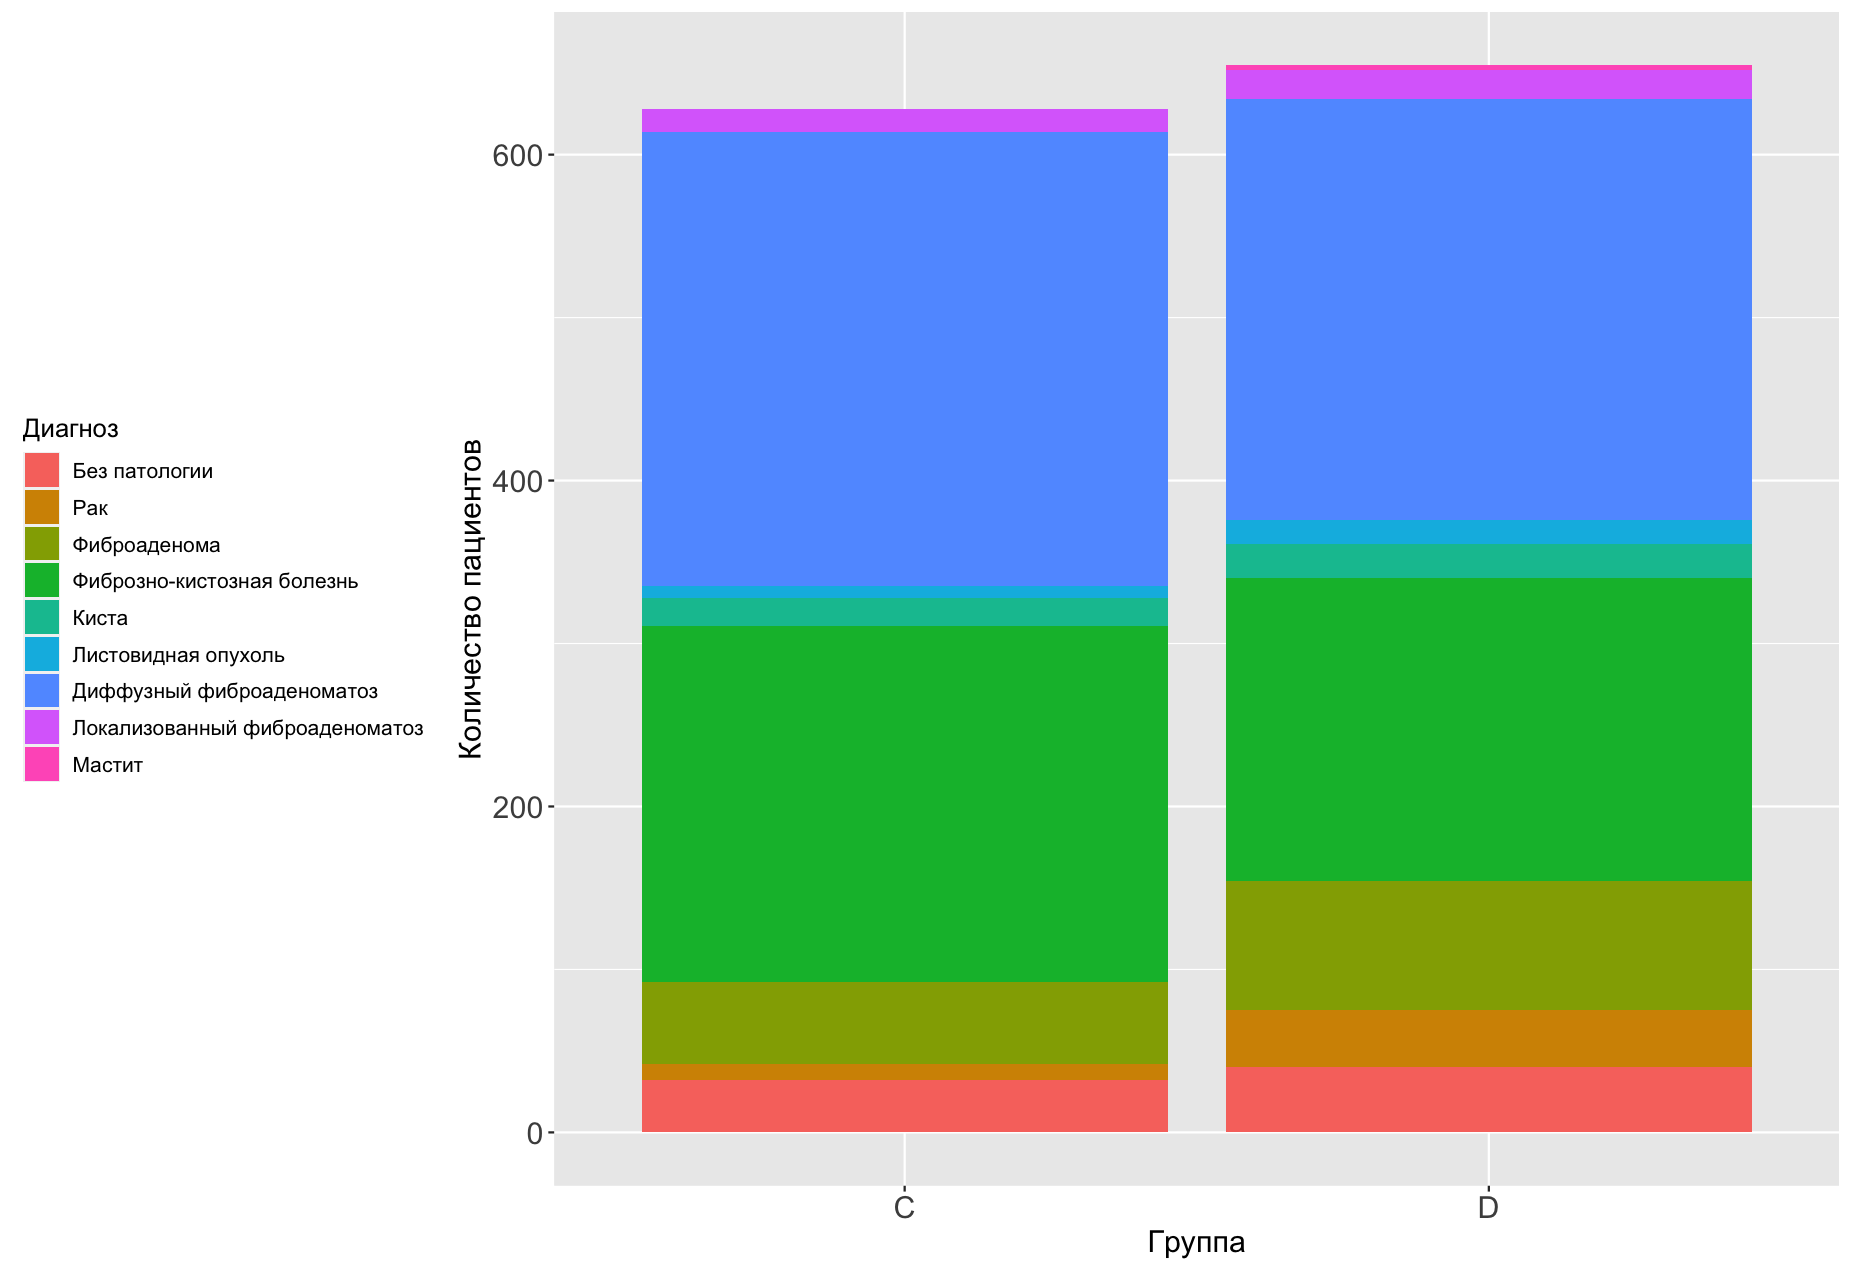 Диагноз
Без патологии
Рак
Фиброаденома
Фиброзно-кистозная болезнь
Киста
Листовидная опухоль
Диффузный фиброаденоматоз
Локализованный фиброаденоматоз
Мастит
Количество пациентов
600
400
200
0
C
D
Группа